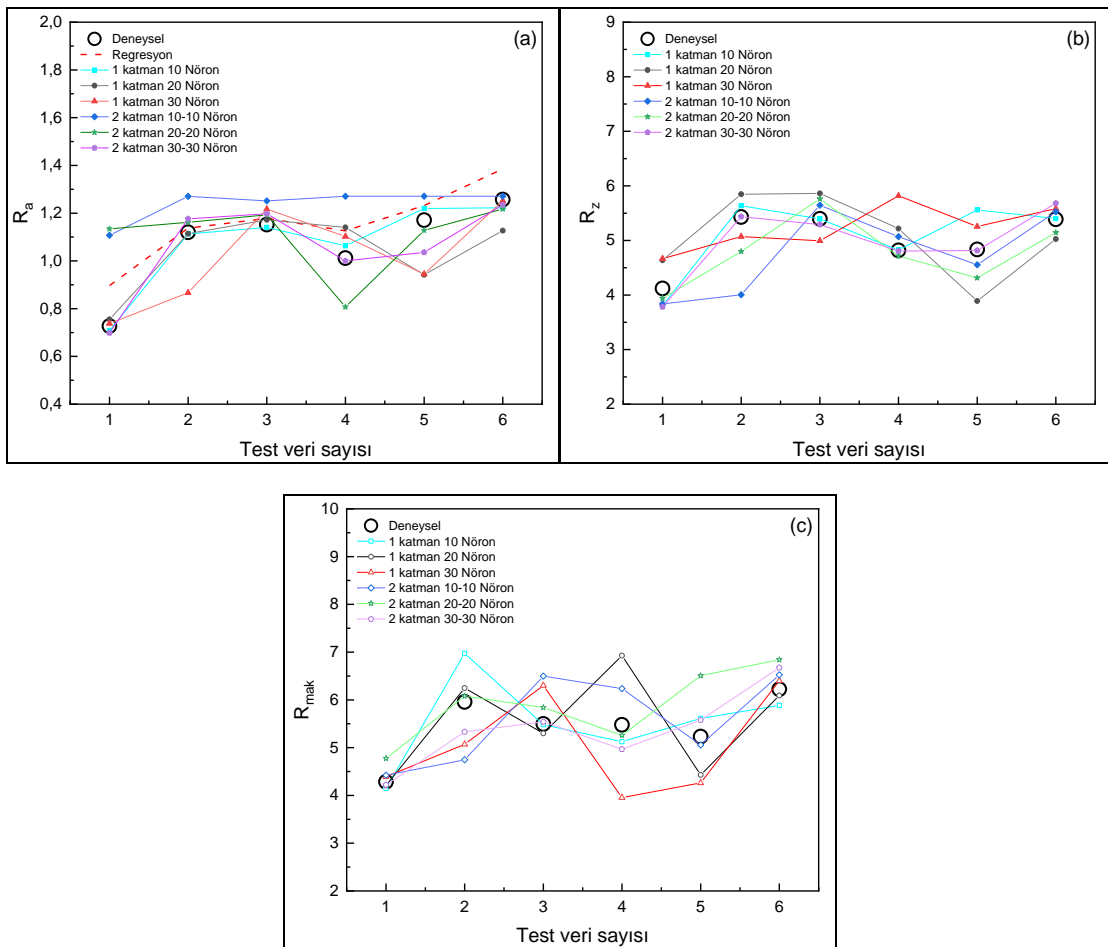 (a)
Deneysel
Regresyon
1 katman 10 Nöron
1 katman 20 Nöron
1 katman 30 Nöron
2 katman 10-10 Nöron
2 katman 20-20 Nöron
2 katman 30-30 Nöron
2,0
1,8
1,6
1,4
1,2
1,0
0,8
0,6
0,4
Ra
1 2 3 4 5 6
Test veri sayısı
(b)
Deneysel
1 katman 10 Nöron
1 katman 20 Nöron
1 katman 30 Nöron
2 katman 10-10 Nöron
2 katman 20-20 Nöron
2 katman 30-30 Nöron
9
8
7
6
5
4
3
2
Rz
1 2 3 4 5 6
Test veri sayısı
(c)
Deneysel
1 katman 10 Nöron
1 katman 20 Nöron
1 katman 30 Nöron
2 katman 10-10 Nöron
2 katman 20-20 Nöron
2 katman 30-30 Nöron
10
9
8
7
6
5
4
3
2
Rmak
1 2 3 4 5 6
Test veri sayısı